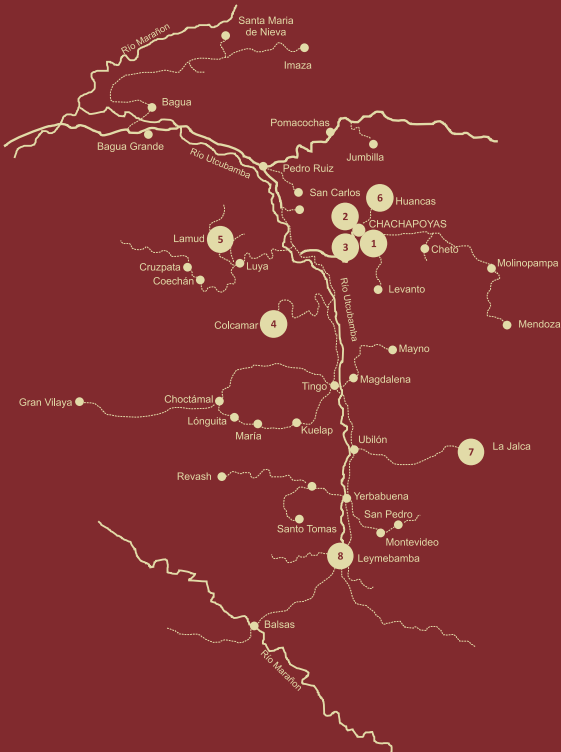 Santa Maria
de Nieva
Río Marañon
Imaza
Bagua
Pomacochas
Bagua Grande
Río Utcubamba
Jumbilla
Pedro Ruiz
San Carlos
6
Huancas
2
CHACHAPOYAS
Lamud
5
3
1
Cheto
Cruzpata
Luya
Molinopampa
Coechán
Levanto
Río Utcubamba
Colcamar
4
Mendoza
Mayno
Tingo
Magdalena
Gran Vilaya
Choctámal
Lónguita
María
Kuelap
Ubilón
7
La Jalca
Revash
Yerbabuena
San Pedro
Santo Tomas
Montevideo
8
Leymebamba
Balsas
Río Marañon